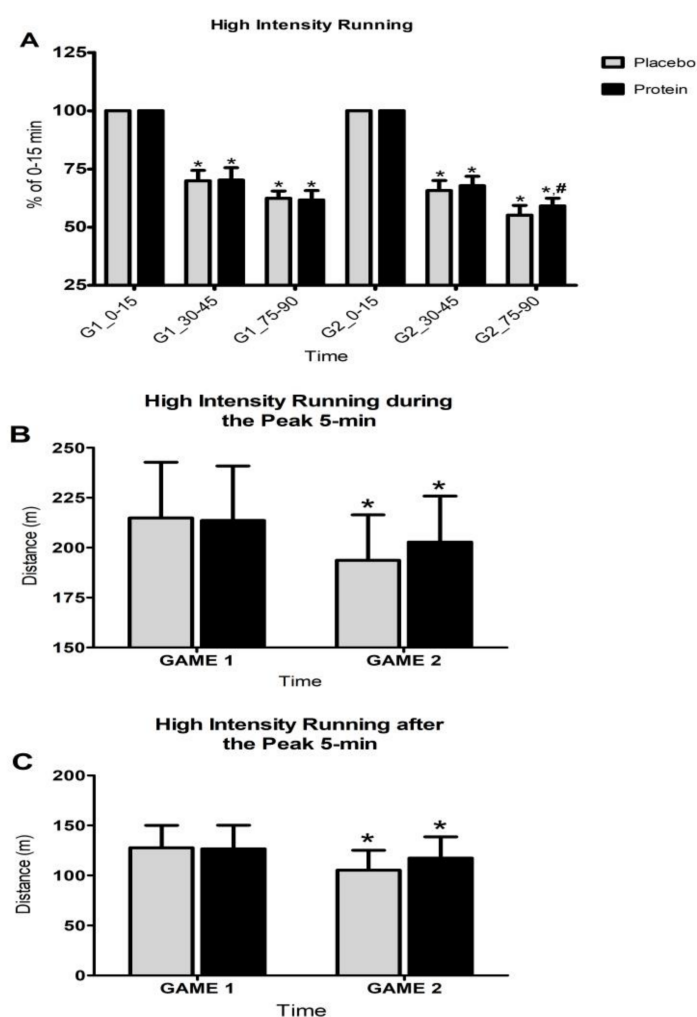 High Intensity Running
A
125
100
75
50
25
% of 0-15 min
* * * * * * * *,#
G1_0-15 G1_30-45 G1_75-90 G2_0-15 G2_30-45 G2_75-90
Time
Placebo
Protein
High Intensity Running during
the Peak 5-min
B
250
225
200
175
150
Distance (m)
* *
GAME 1 GAME 2
Time
High Intensity Running after
the Peak 5-min
C
200
150
100
50
0
Distance (m)
* *
GAME 1 GAME 2
Time